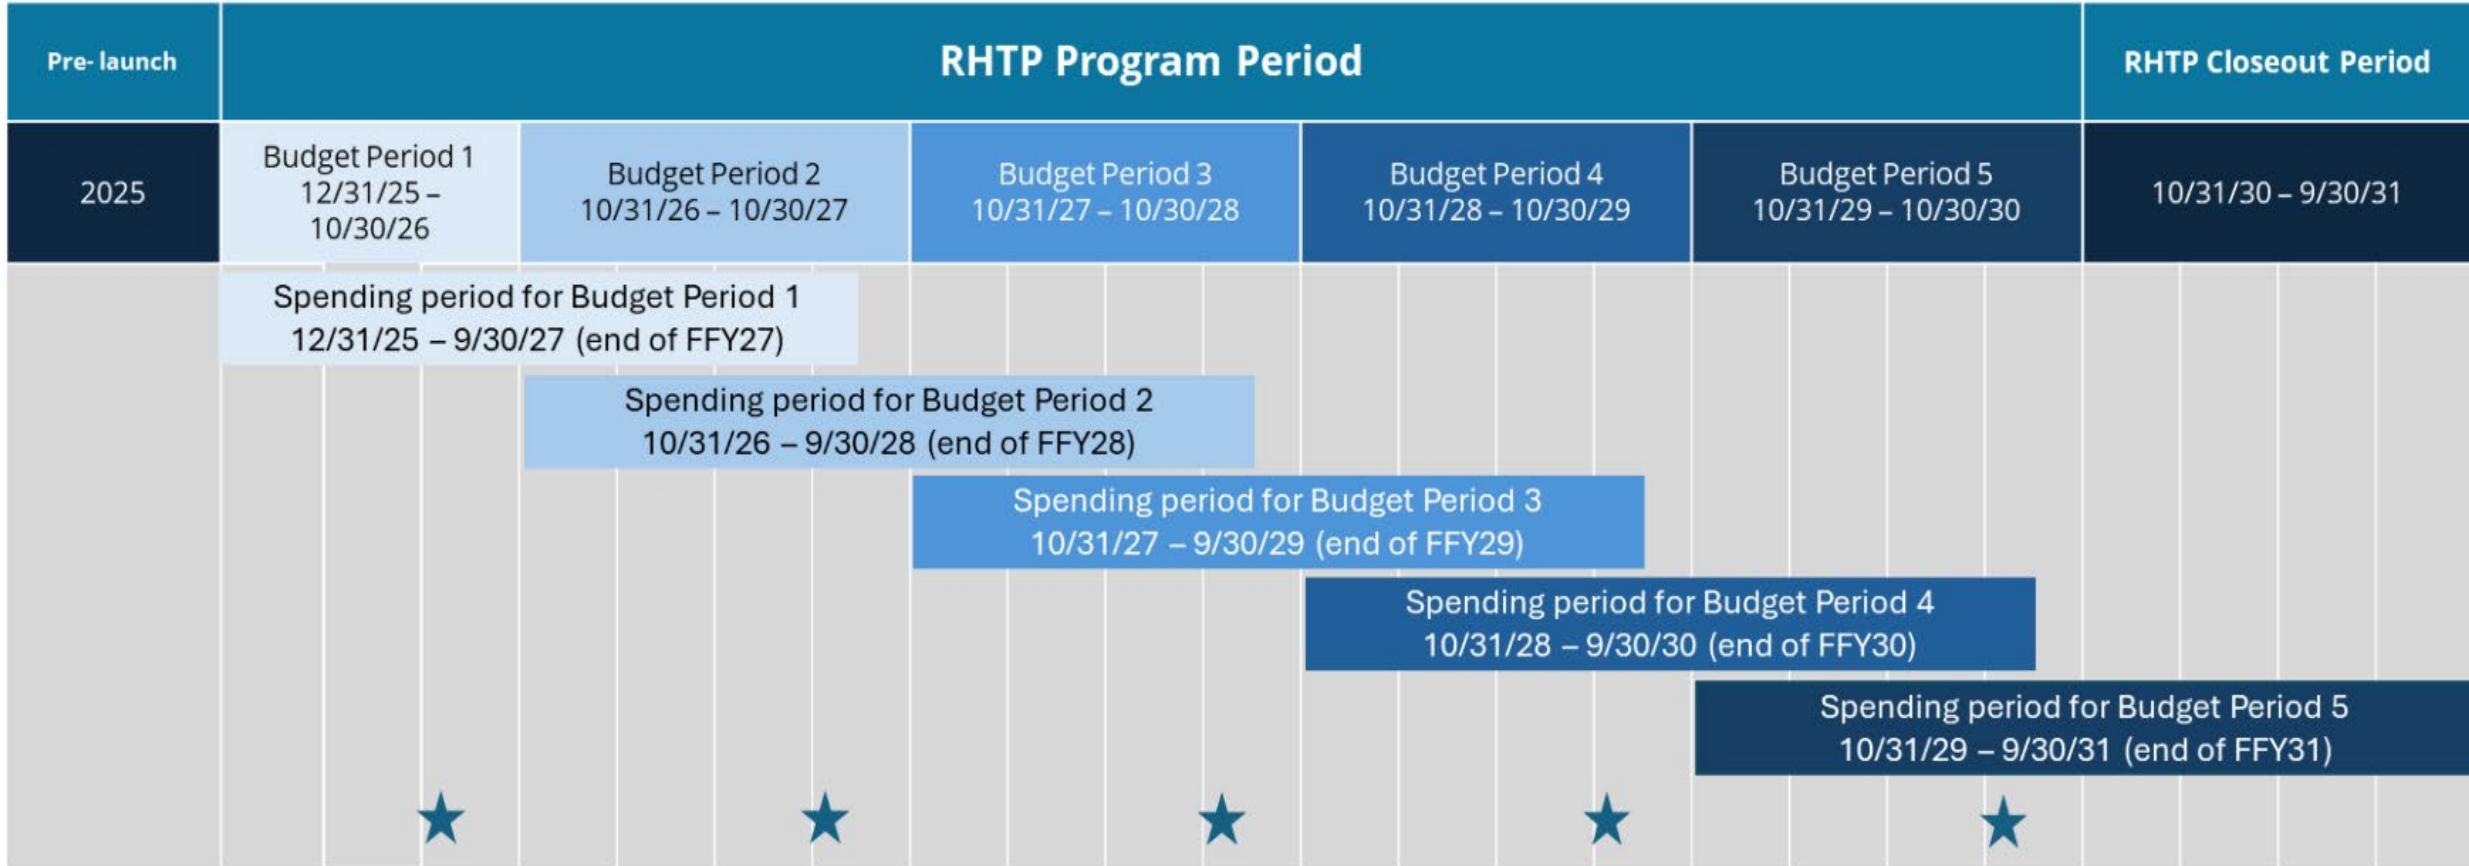 Pre- launch
RHTP Program Period
RHTP Closeout Period
2025
Budget Period 1
12/31/25 –
10/30/26
Budget Period 2
10/31/26 – 10/30/27
Budget Period 3
10/31/27 – 10/30/28
Budget Period 4
10/31/28 – 10/30/29
Budget Period 5
10/31/29 – 10/30/30
10/31/30 – 9/30/31
Spending period for Budget Period 1
12/31/25 – 9/30/27 (end of FFY27)
Spending period for Budget Period 2
10/31/26 – 9/30/28 (end of FFY28)
Spending period for Budget Period 3
10/31/27 – 9/30/29 (end of FFY29)
Spending period for Budget Period 4
10/31/28 – 9/30/30 (end of FFY30)
Spending period for Budget Period 5
10/31/29 – 9/30/31 (end of FFY31)